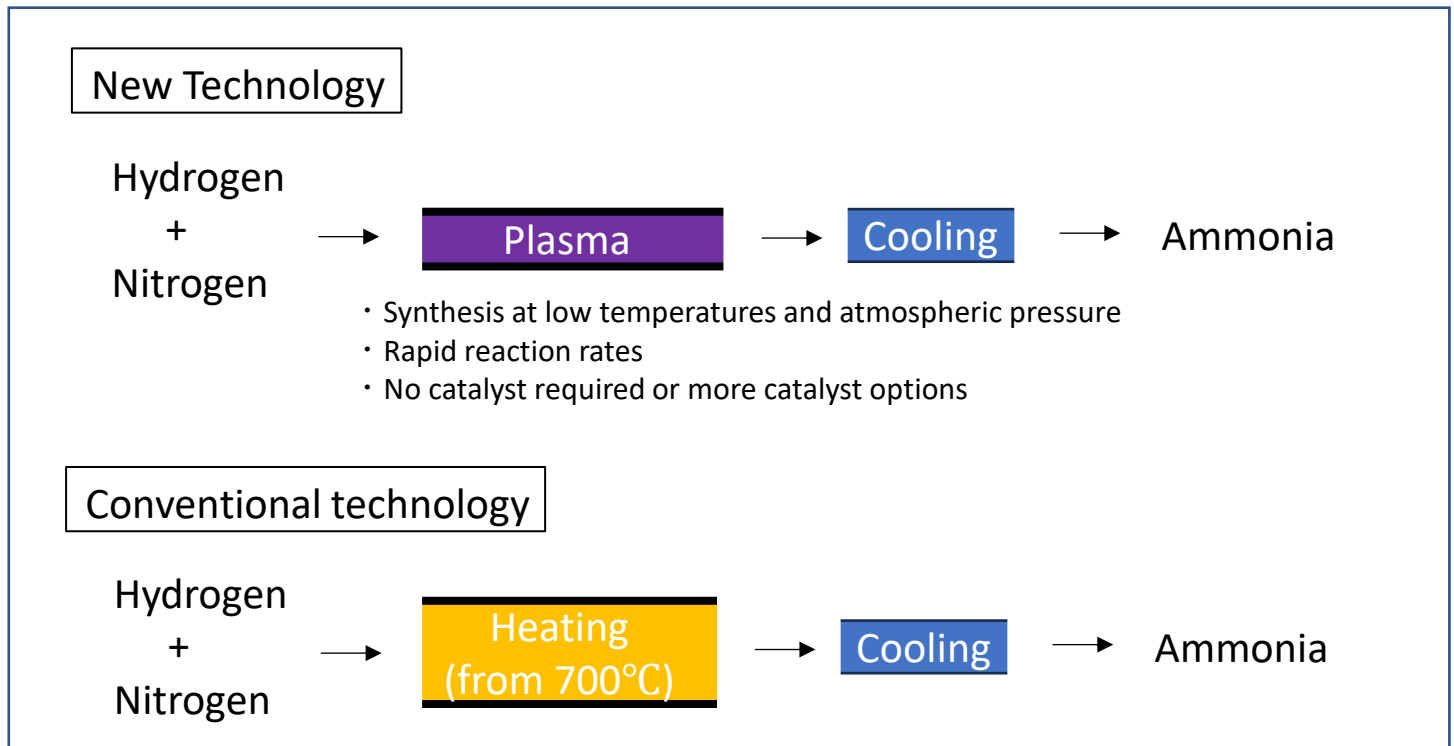 New Technology
Hydrogen
+
Nitrogen
→
Plasma
→
Cooling
→
Ammonia
・Synthesis at low temperatures and atmospheric pressure
・Rapid reaction rates
・No catalyst required or more catalyst options
Conventional technology
Hydrogen
+
Nitrogen
→
Heating
(from 700℃)
→
Cooling
→
Ammonia